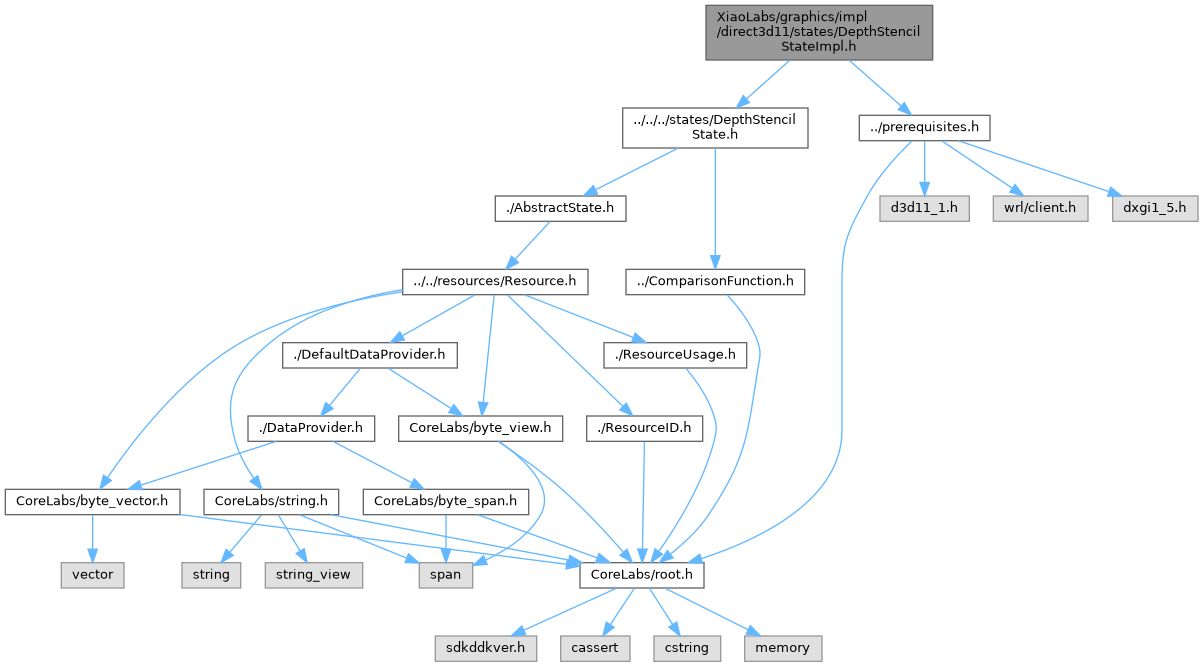 XiaoLabs/graphics/impl
/direct3d11/states/DepthStencil
StateImpl.h
../../../states/DepthStencil
State.h
../prerequisites.h
./AbstractState.h
d3d11_1.h
wrl/client.h
dxgi1_5.h
../../resources/Resource.h
../ComparisonFunction.h
./DefaultDataProvider.h
./ResourceUsage.h
./DataProvider.h
CoreLabs/byte_view.h
./ResourceID.h
CoreLabs/byte_vector.h
CoreLabs/string.h
CoreLabs/byte_span.h
vector
string
string_view
span
CoreLabs/root.h
sdkddkver.h
cassert
cstring
memory